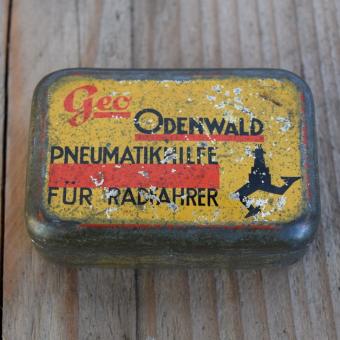 Geo
ODENWALD
PNEUMATIKHILFE
FÜR RADFAHRER